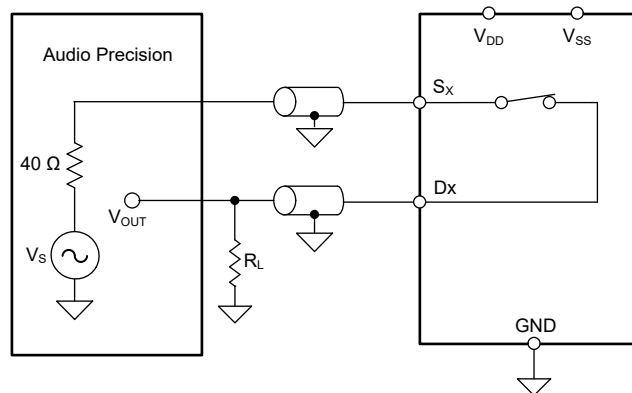 V_DD V_SS
Audio Precision
S_X
40 Ω
Dx
V_OUT
V_S
R_L
GND